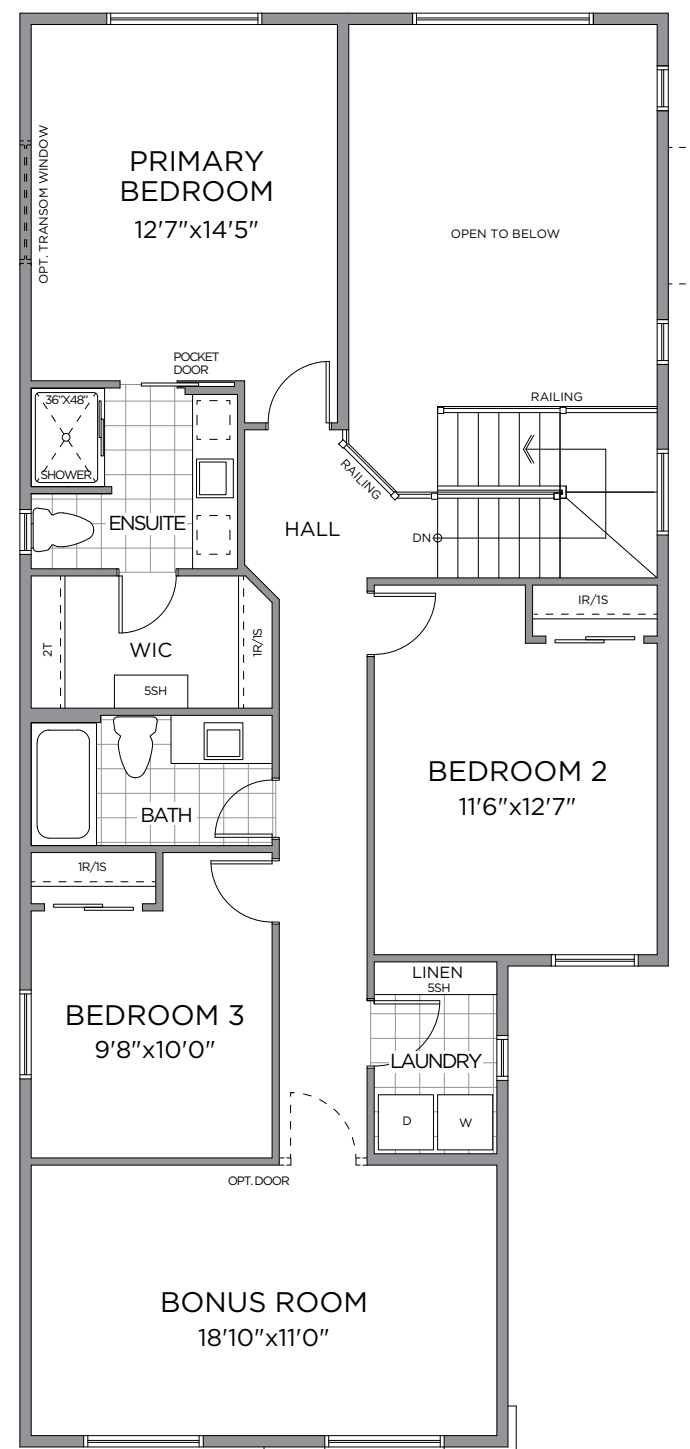 OPT. TRANSOM WINDOW
PRIMARY
BEDROOM
12'7"x14'5"
OPEN TO BELOW
POCKET
DOOR
36"X48"
SHOWER
RAILING
RAILING
ENSUITE
HALL
DN
2T
WIC
1R/1S
5SH
IR/1S
BEDROOM 2
11'6"x12'7"
BATH
1R/1S
LINEN
5SH
BEDROOM 3
9'8"x10'0"
LAUNDRY
D
W
OPT. DOOR
BONUS ROOM
18'10"x11'0"